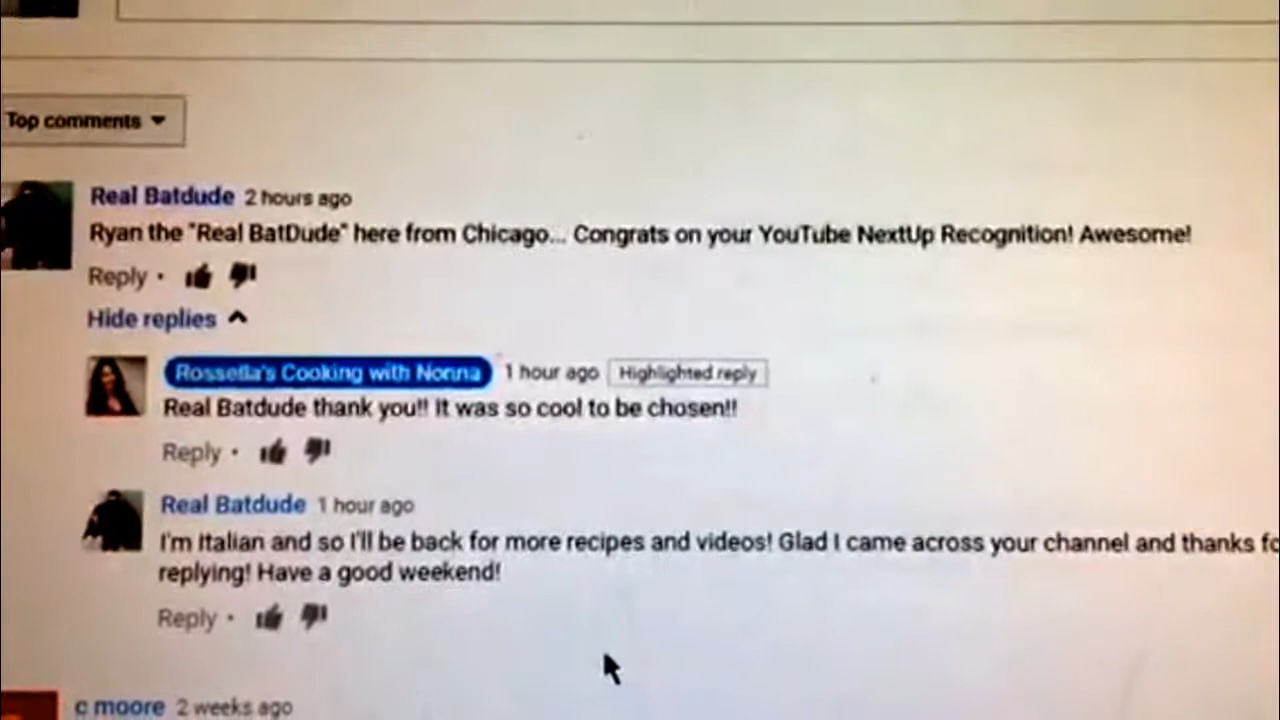 Top comments
Real Batdude 2 hours ago
Ryan the "Real BatDude" here from Chicago... Congrats on your YouTube NextUp Recognition! Awesome!
Reply •
Hide replies
Rossella's Cooking with Nonna 1 hour ago Highlighted reply
Real Batdude thank you!! It was so cool to be chosen!!
Reply •
Real Batdude 1 hour ago
I'm Italian and so I'll be back for more recipes and videos! Glad I came across your channel and thanks fo
replying! Have a good weekend!
Reply •
c moore 2 weeks ago